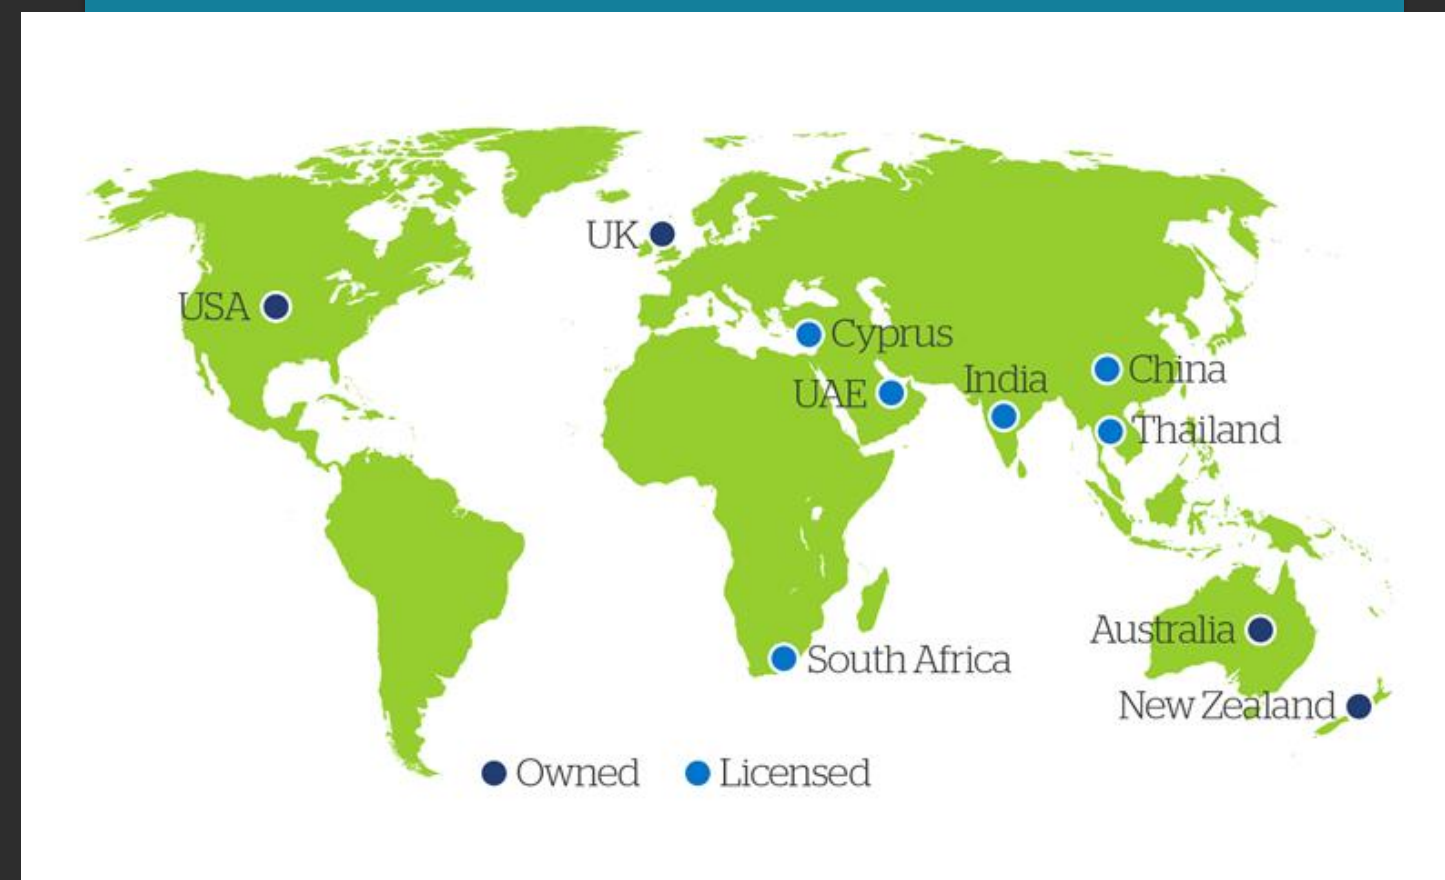 UK
USA
Cyprus
China
India
UAE
Thailand
Australia
South Africa
New Zealand
Owned
Licensed